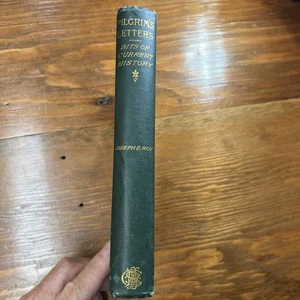 PILGRIM'S
LETTERS
BITS OF
CURRENT
HISTORY
JOSEPH E. ROY